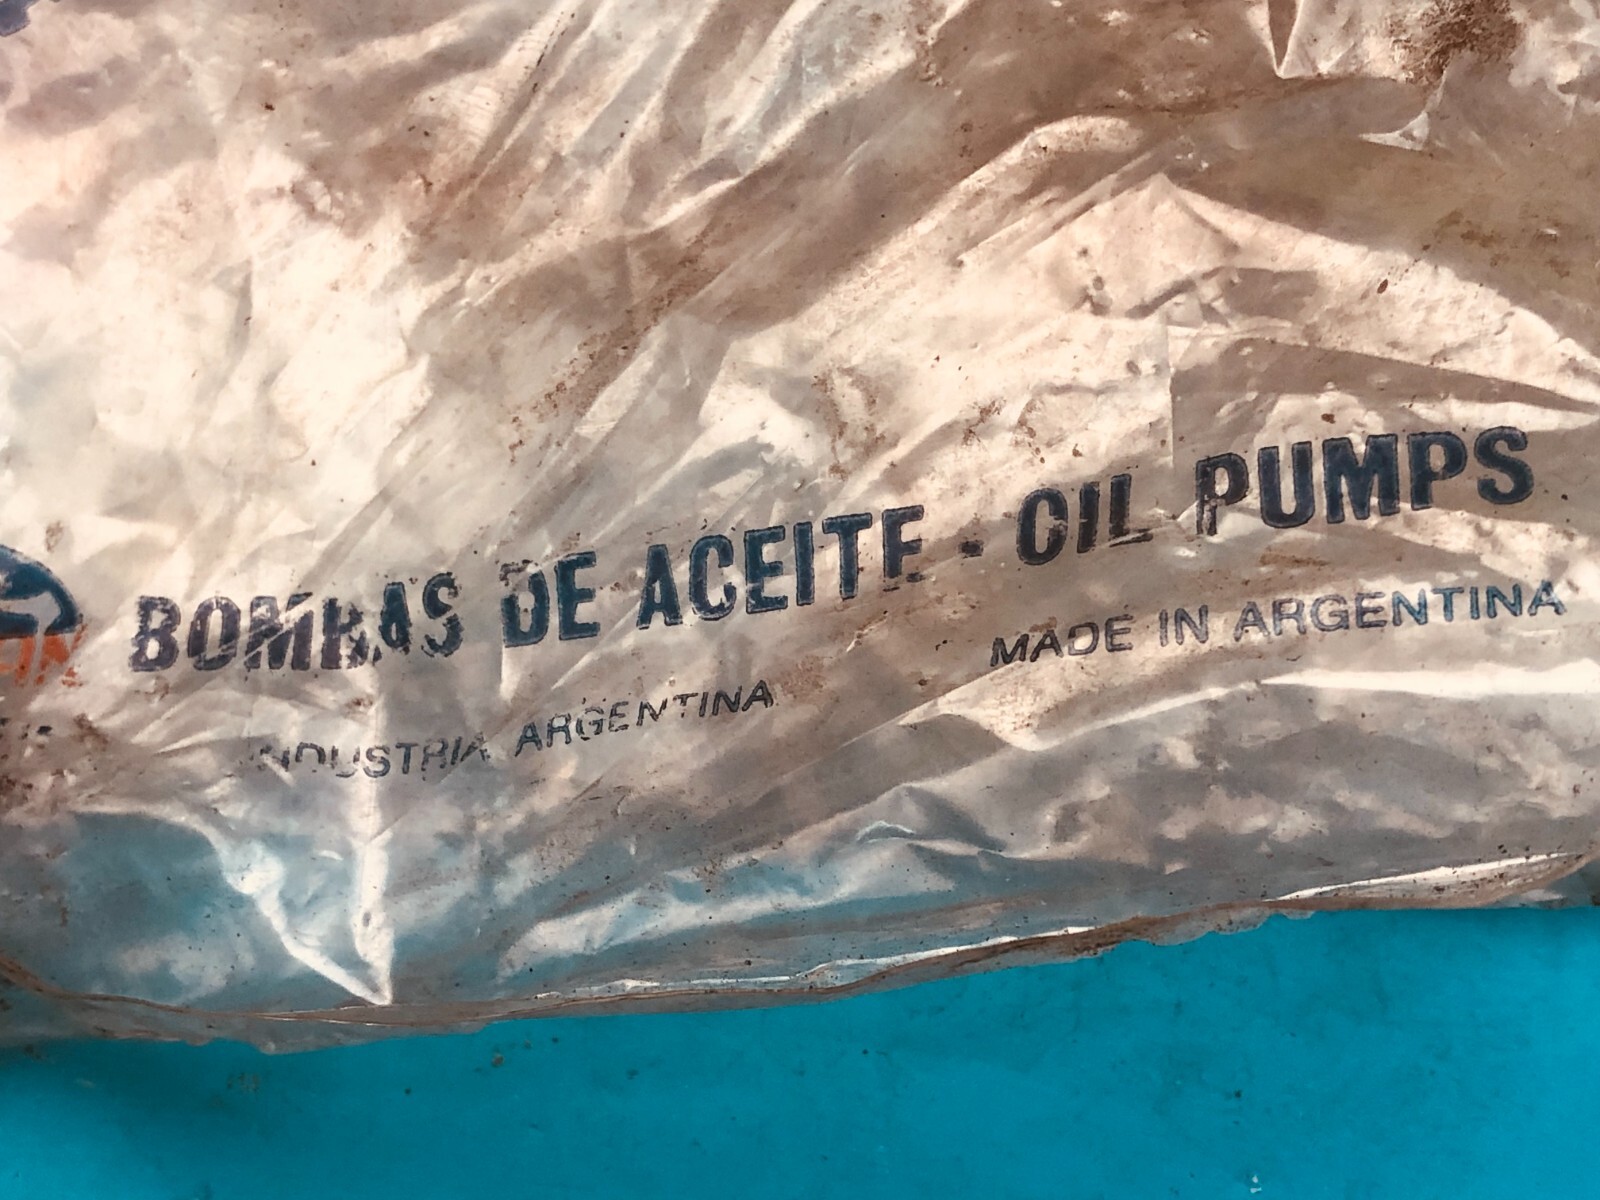 BOMBAS DE ACEITE - OIL PUMPS
INDUSTRIA ARGENTINA MADE IN ARGENTINA